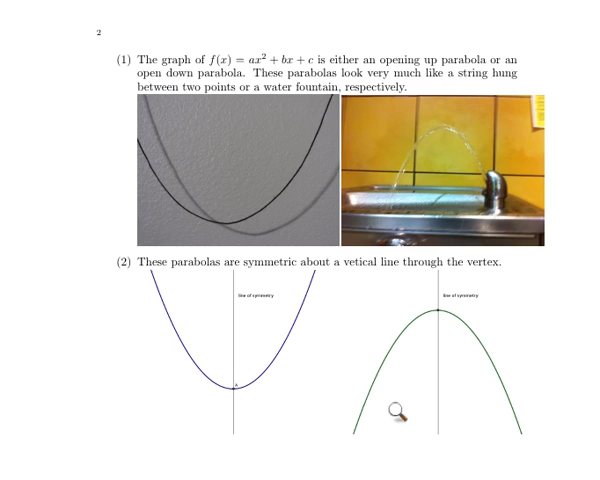 2
(1) The graph of f(x) = ax² + bx + c is either an opening up parabola or an
open down parabola. These parabolas look very much like a string hung
between two points or a water fountain, respectively.
(2) These parabolas are symmetric about a vetical line through the vertex.
line of symmetry
line of symmetry